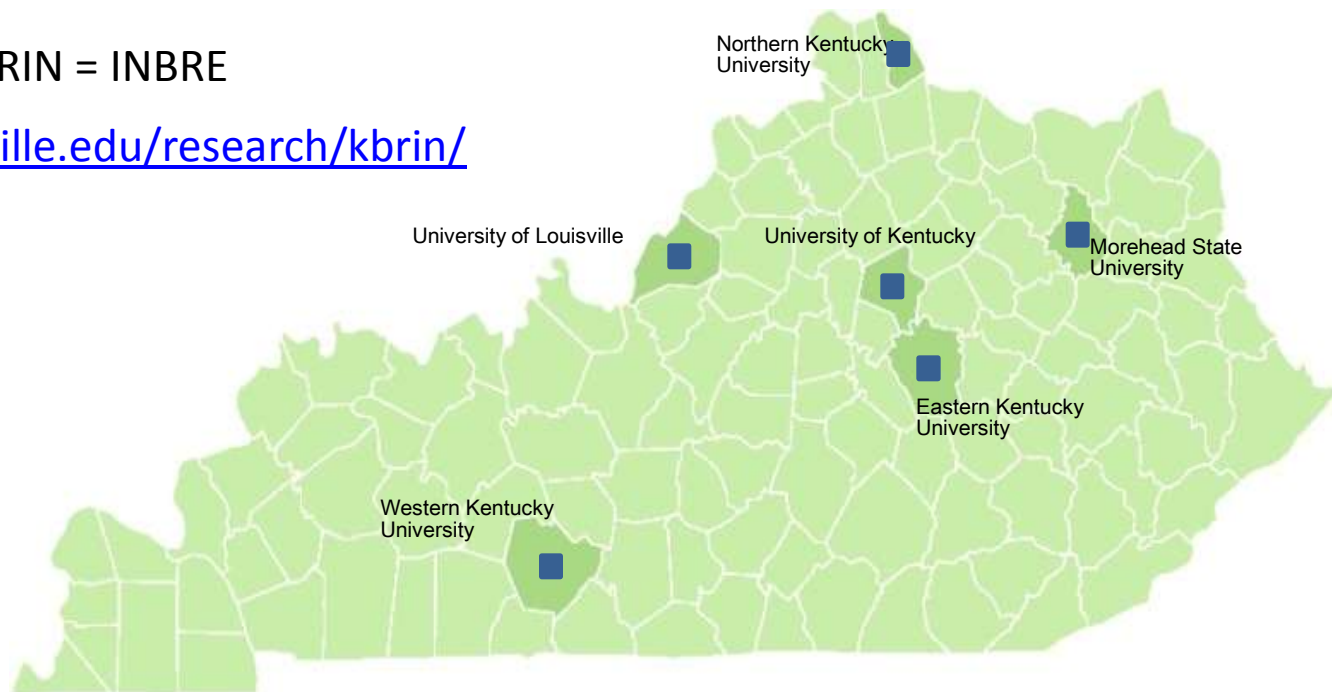 RIN = INBRE
ille.edu/research/kbrin/
Northern Kentucky
University
University of Louisville
University of Kentucky
Morehead State
University
Eastern Kentucky
University
Western Kentucky
University